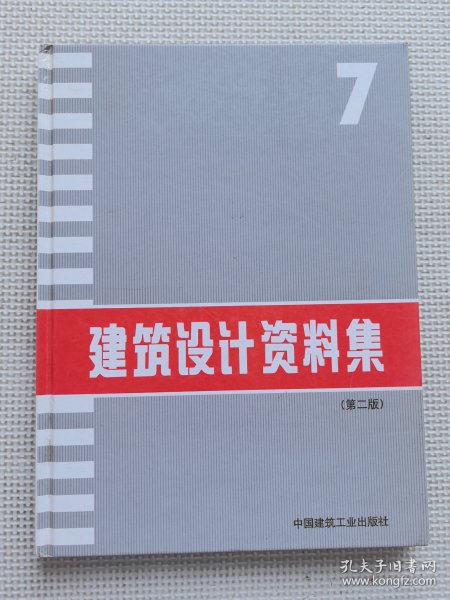 7
建筑设计资料集
(第二版)
中国建筑工业出版社
孔夫子旧书网
www.kongfz.com